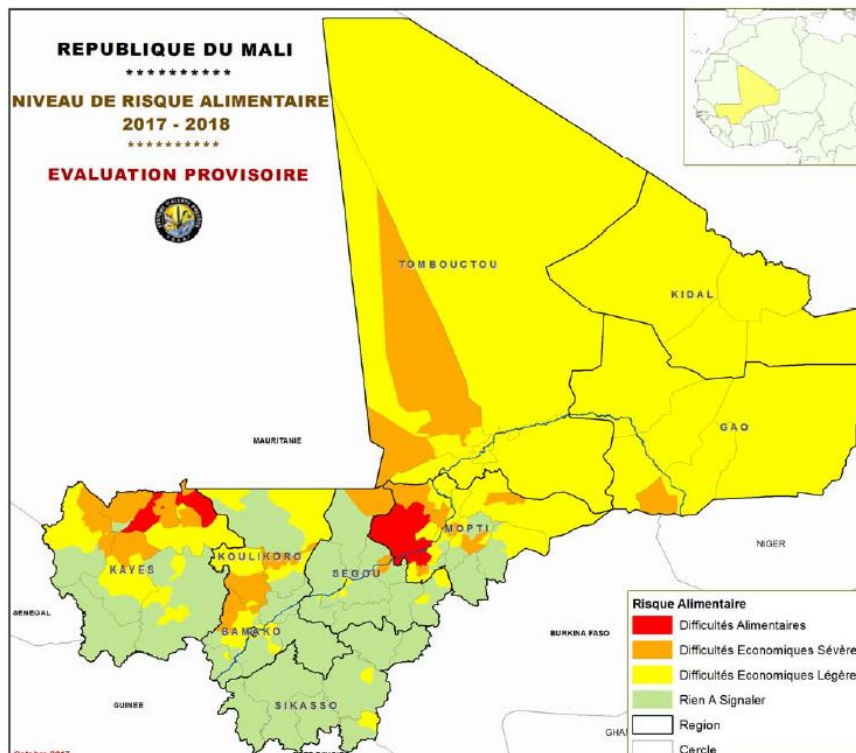 REPUBLIQUE DU MALI
**********
NIVEAU DE RISQUE ALIMENTAIRE
2017 - 2018
**********
EVALUATION PROVISOIRE
TOMBOUCTOU
KIDAL
MAURITANIE
GAO
MOPTI
NIGER
KAYES
KOULIKORO
SEGOU
SENEGAL
BAMAKO
BURKINA FASO
GUINEE
SIKASSO
Risque Alimentaire
Difficultés Alimentaires
Difficultés Economiques Sévère
Difficultés Economiques Légère
Rien A Signaler
Region
Cercle
GHA